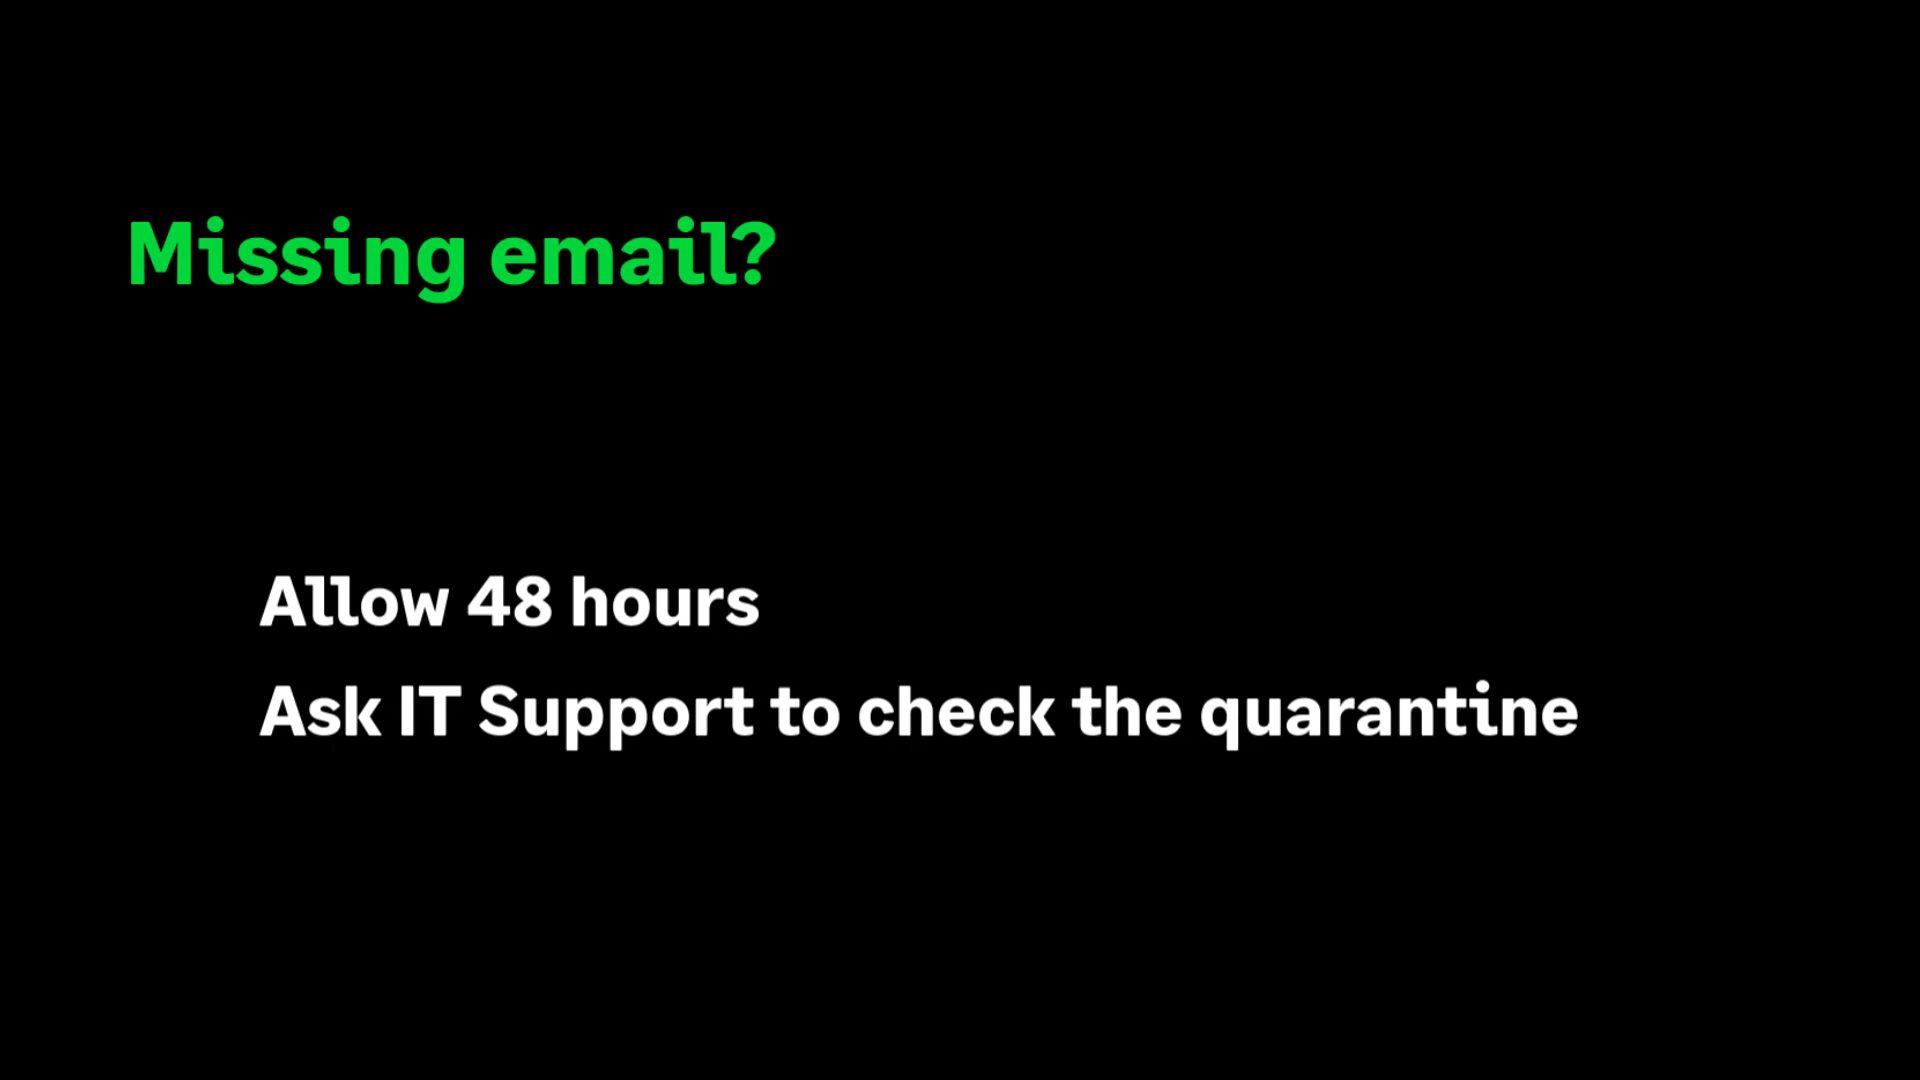 Missing email?
Allow 48 hours
Ask IT Support to check the quarantine